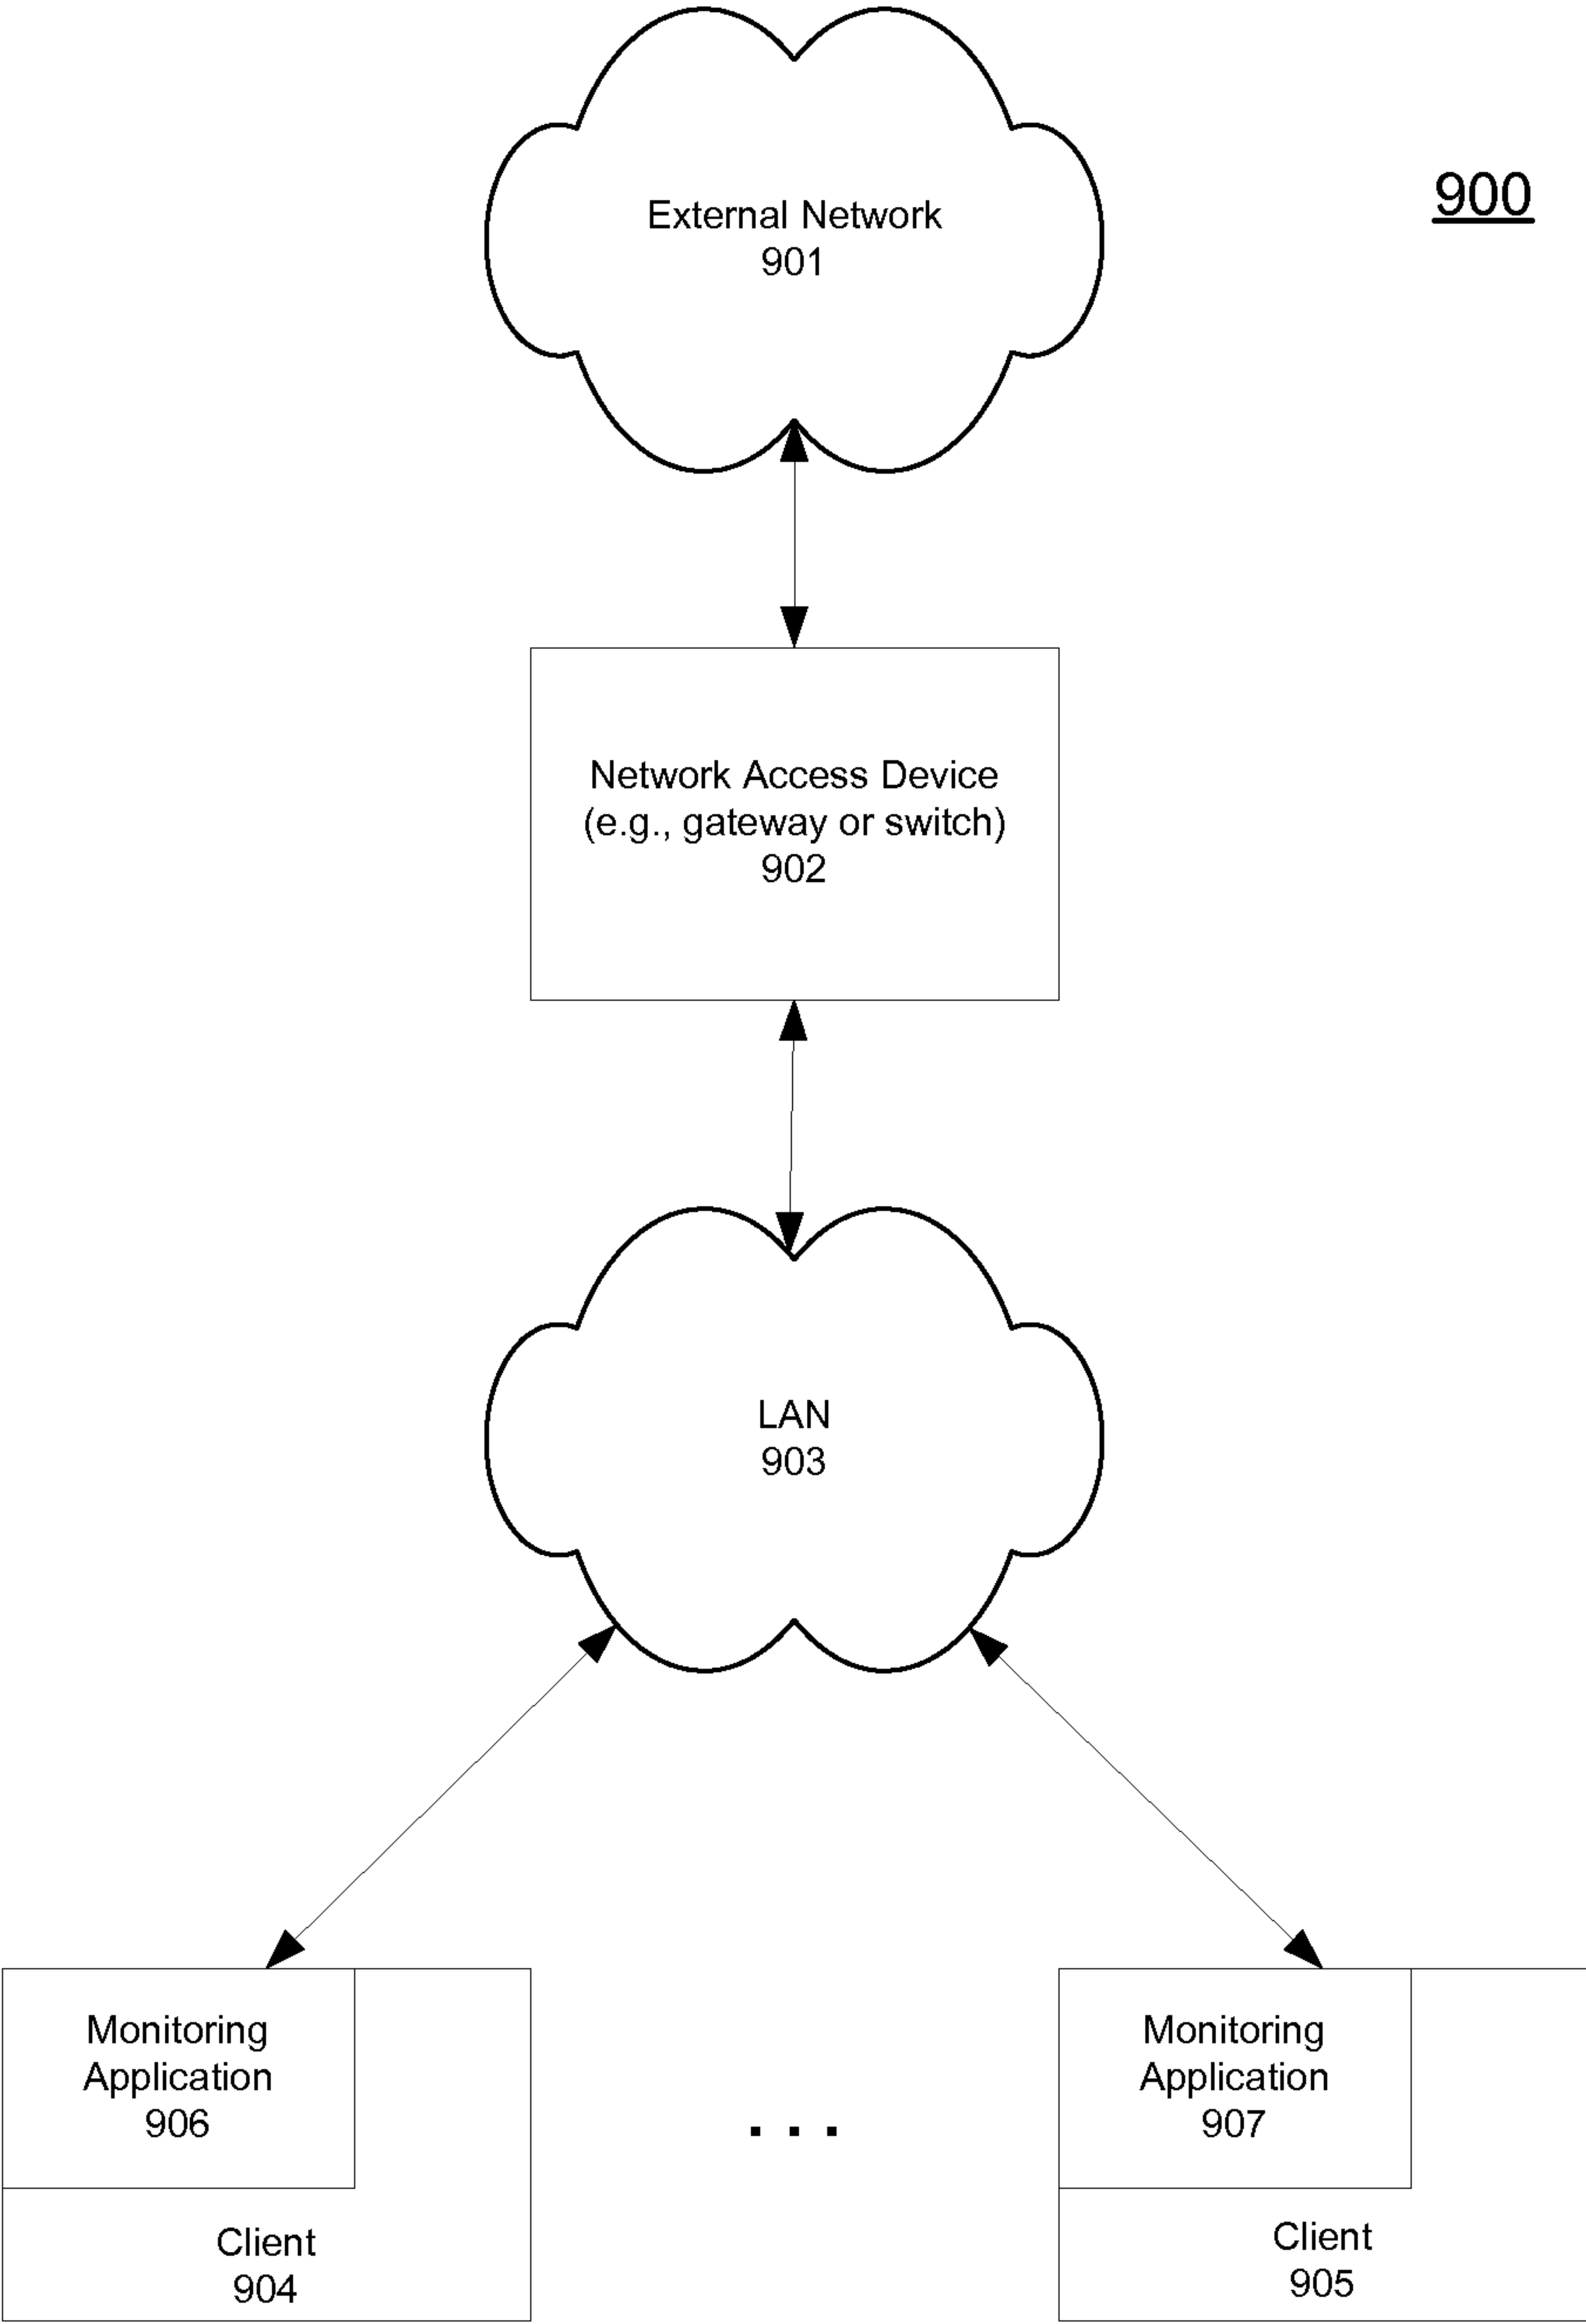 External Network
901
900
Network Access Device
(e.g., gateway or switch)
902
LAN
903
Monitoring
Application
906
Client
904
. . .
Monitoring
Application
907
Client
905